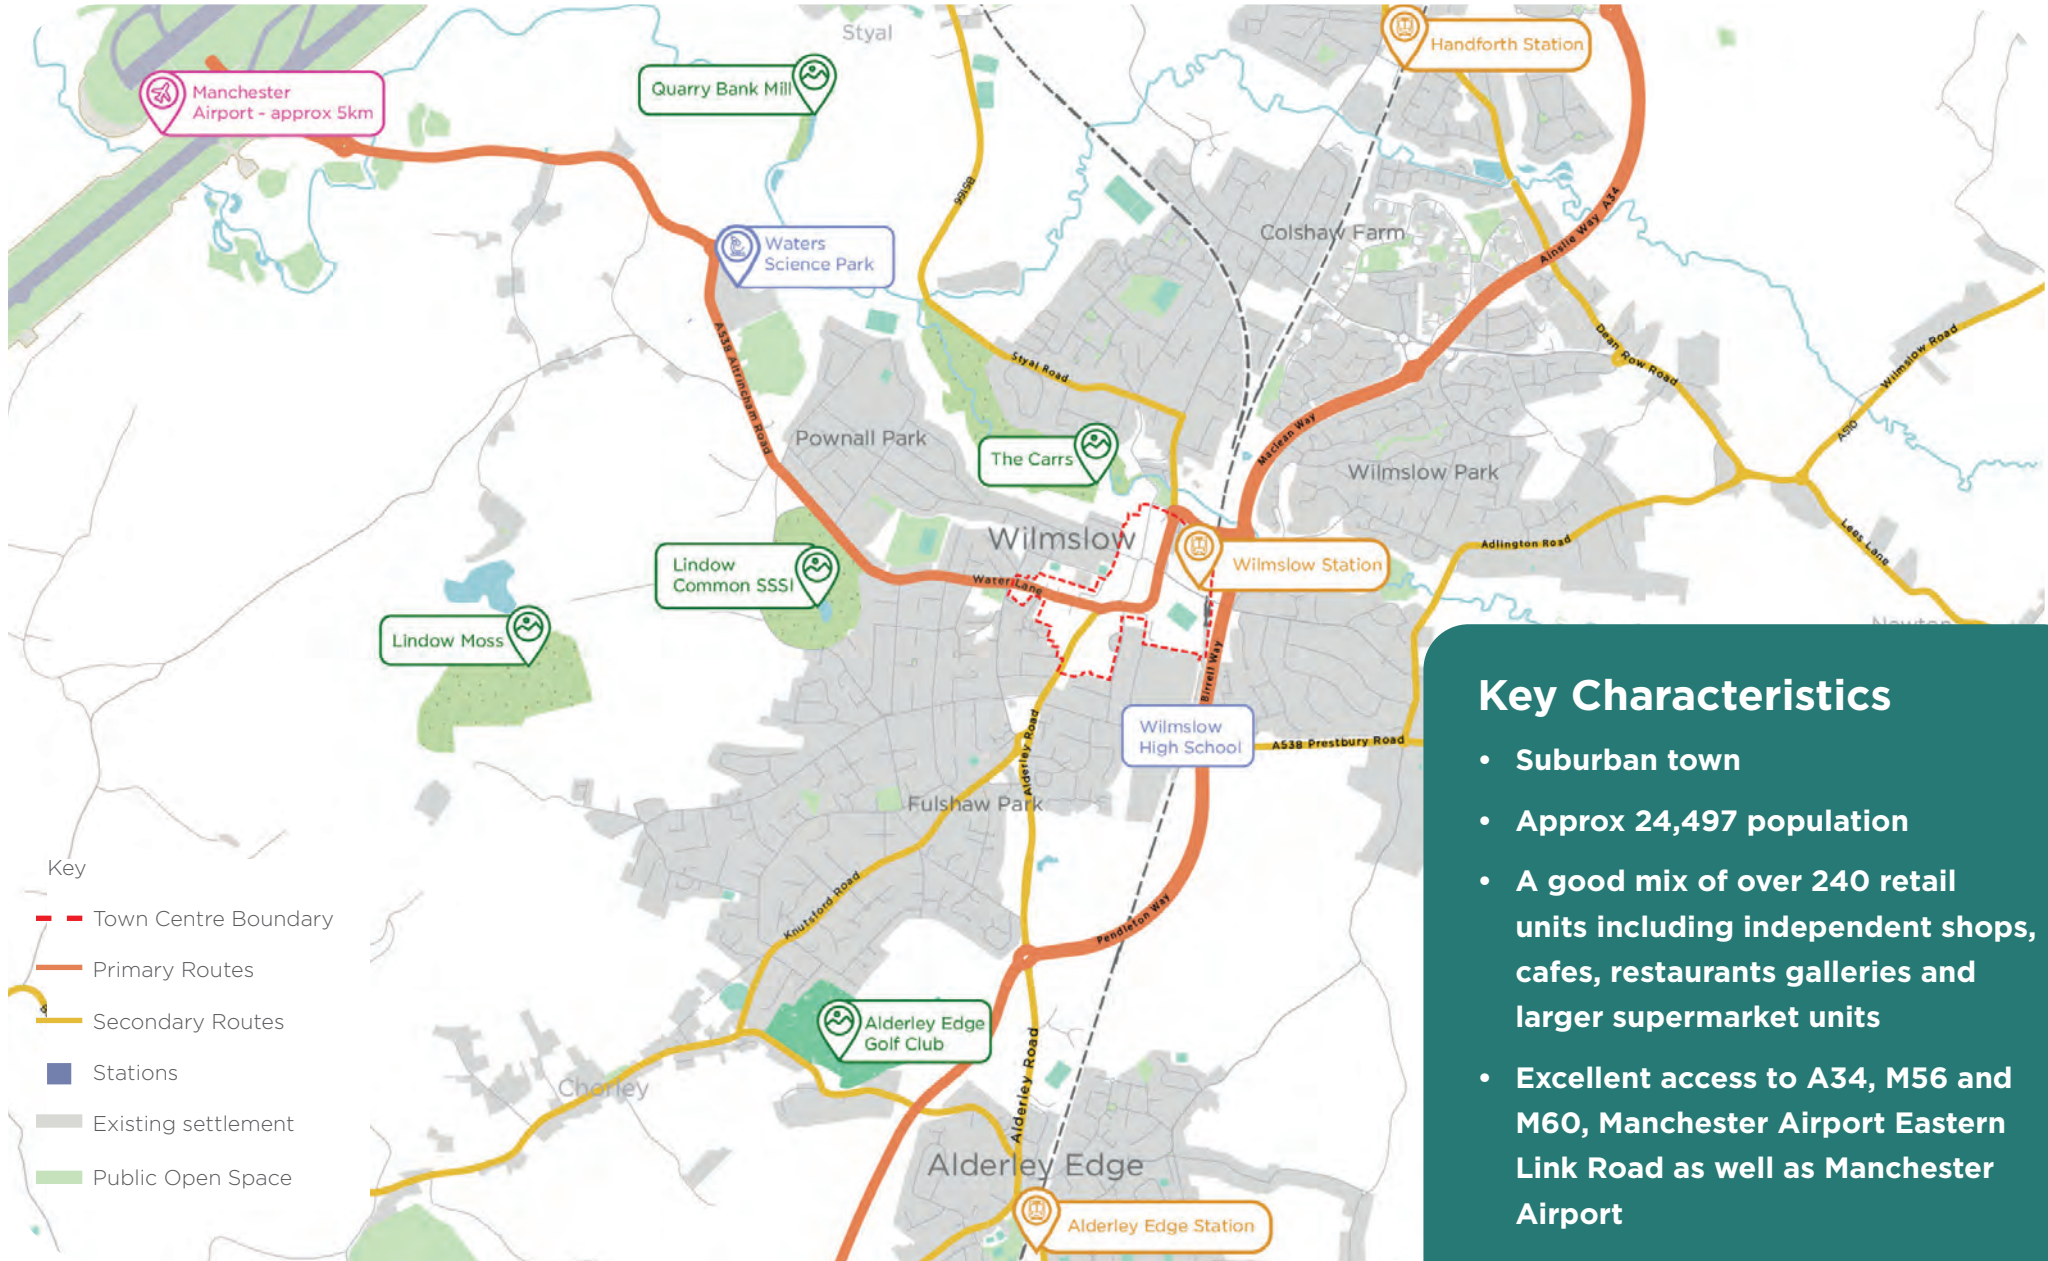 Styal
Handforth Station
Quarry Bank Mill
Manchester
Airport - approx 5km
B5166
Waters
Science Park
Colshaw Farm
Ainslie Way A34
A538 Altrincham Road
Styal Road
Dean Row Road
Wilmslow Road
A510
Pownall Park
The Carrs
Maclean Way
Wilmslow Park
Wilmslow
Lindow
Common SSSI
Water Lane
Wilmslow Station
Adlington Road
Lees Lane
Lindow Moss
Newton
Birrell Way
Wilmslow
High School
A538 Prestbury Road
Alderley Road
Fulshaw Park
Knutsford Road
Pendleton Way
Alderley Edge
Golf Club
Chorley
Alderley Road
Alderley Edge
Alderley Edge Station
Key
Town Centre Boundary
Primary Routes
Secondary Routes
Stations
Existing settlement
Public Open Space
Key Characteristics
• Suburban town
• Approx 24,497 population
• A good mix of over 240 retail
units including independent shops,
cafes, restaurants galleries and
larger supermarket units
• Excellent access to A34, M56 and
M60, Manchester Airport Eastern
Link Road as well as Manchester
Airport